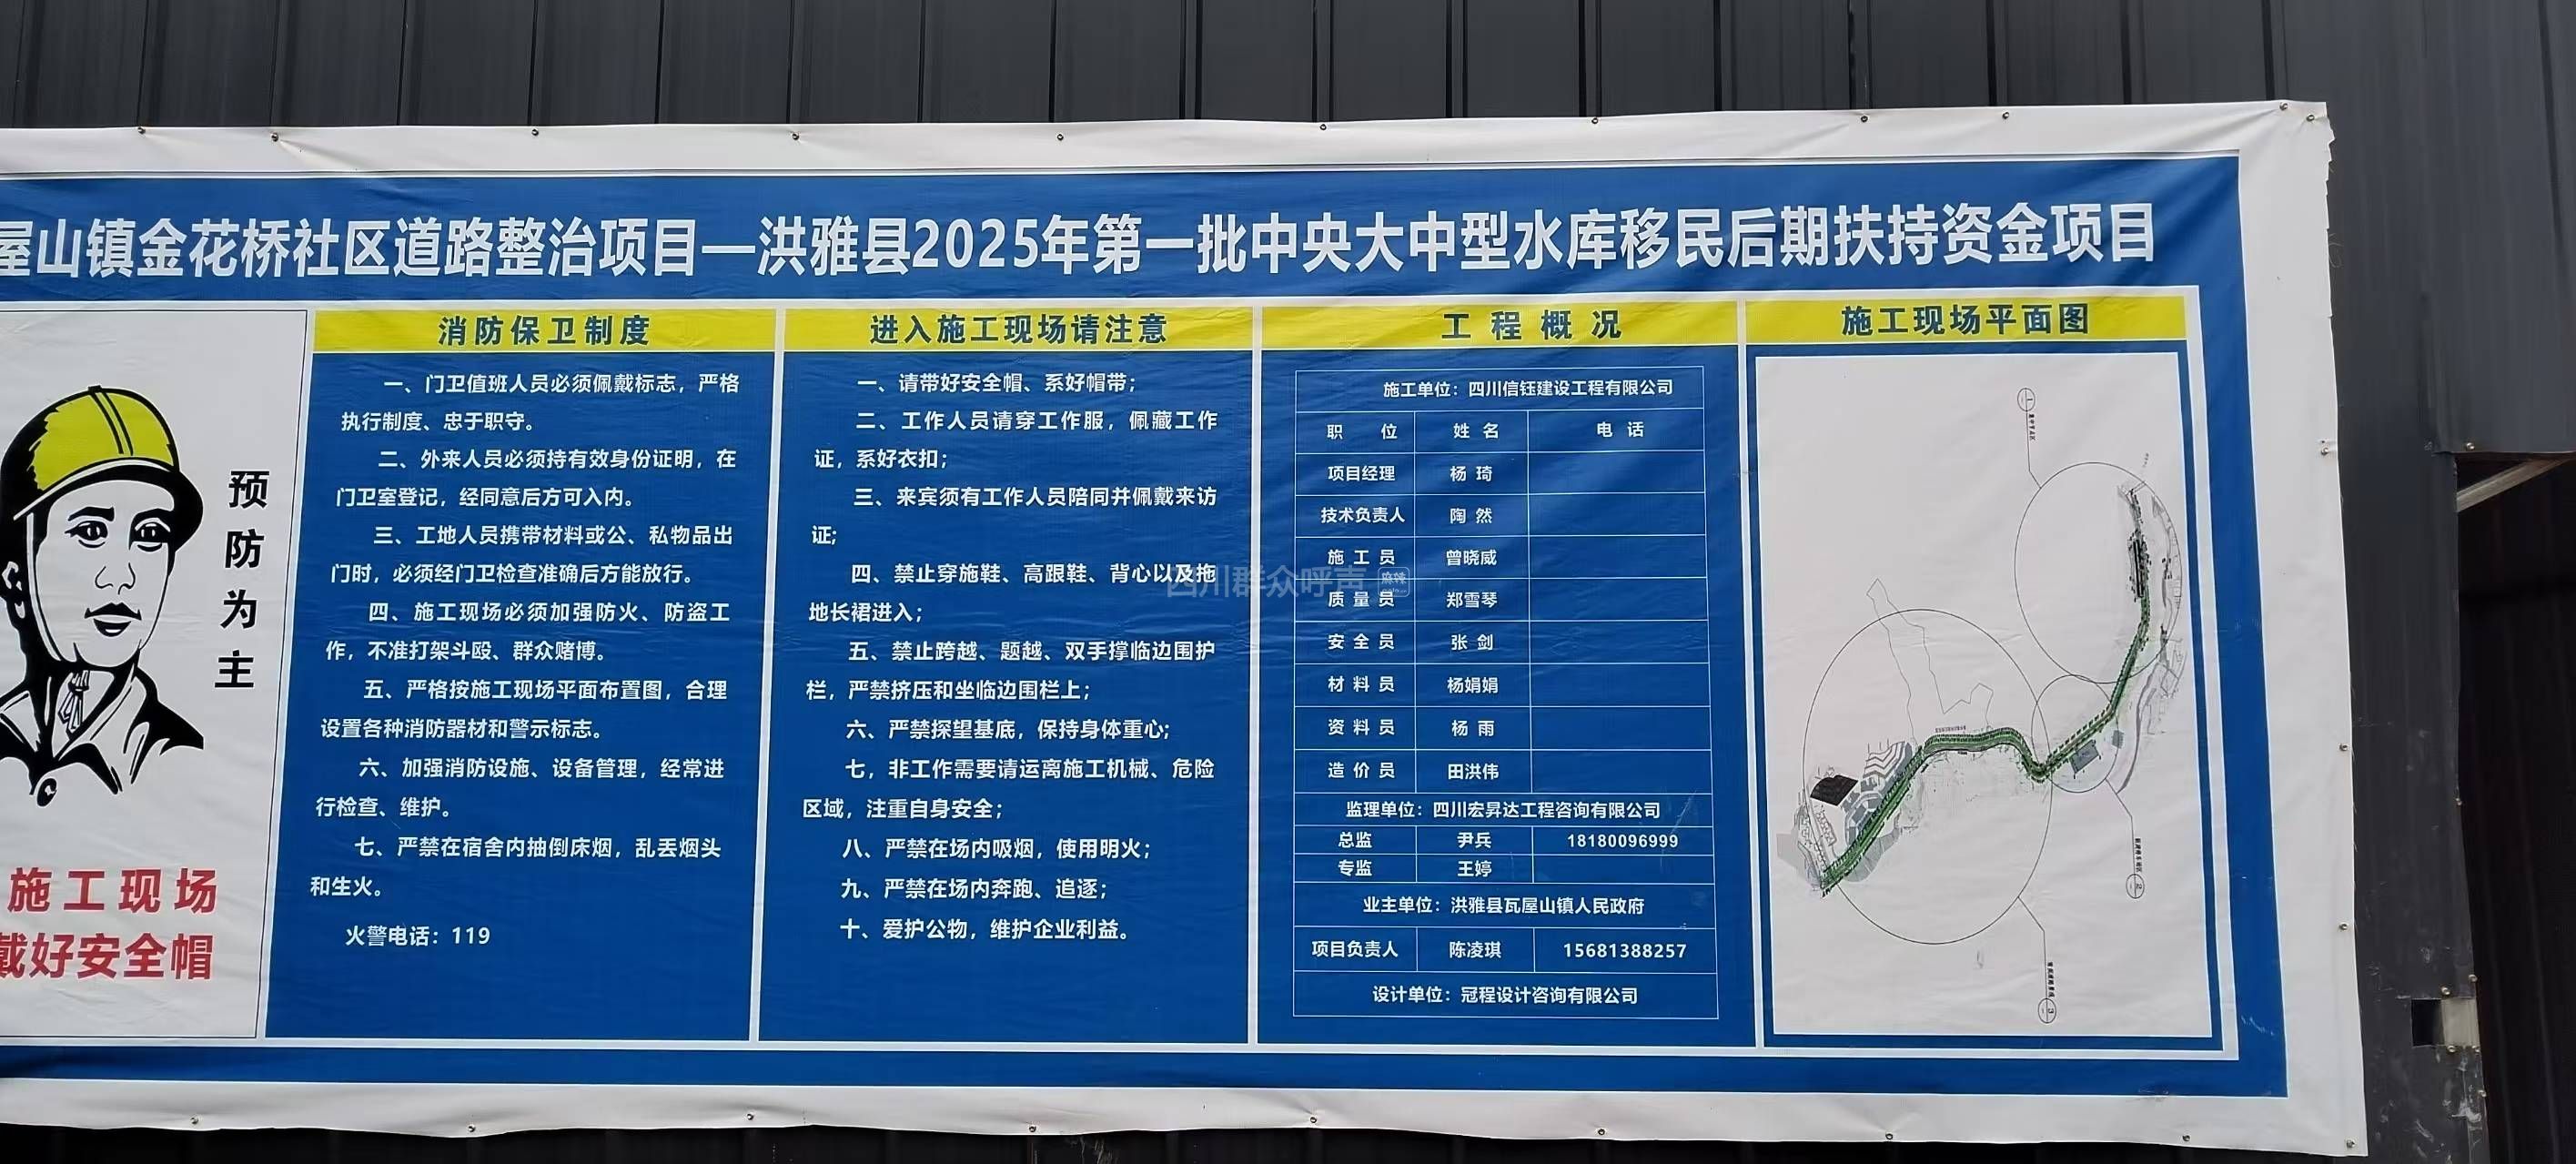 屋山镇金花桥社区道路整治项目—洪雅县2025年第一批中央大中型水库移民后期扶持资金项目
预防为主
施工现场
戴好安全帽
消防保卫制度
一、门卫值班人员必须佩戴标志，严格
执行制度、忠于职守。
二、外来人员必须持有效身份证明，在
门卫室登记，经同意后方可入内。
三、工地人员携带材料或公、私物品出
门时，必须经门卫检查准确后方能放行。
四、施工现场必须加强防火、防盗工
作，不准打架斗殴、群众赌博。
五、严格按施工现场平面布置图，合理
设置各种消防器材和警示标志。
六、加强消防设施、设备管理，经常进
行检查、维护。
七、严禁在宿舍内抽倒床烟，乱丢烟头
和生火。
火警电话：119
进入施工现场请注意
一、请带好安全帽、系好帽带；
二、工作人员请穿工作服，佩藏工作
证，系好衣扣；
三、来宾须有工作人员陪同并佩戴来访
证；
四、禁止穿施鞋、高跟鞋、背心以及拖
地长裙进入；
五、禁止跨越、题越、双手撑临边围护
栏，严禁挤压和坐临边围栏上；
六、严禁探望基底，保持身体重心；
七，非工作需要请运离施工机械、危险
区域，注重自身安全；
八、严禁在场内吸烟，使用明火；
九、严禁在场内奔跑、追逐；
十、爱护公物，维护企业利益。
工程概况
施工单位：四川信钰建设工程有限公司
职 位 姓 名 电 话
项目经理 杨 琦
技术负责人 陶 然
施工员 曾晓威
质量员 郑雪琴
安全员 张 剑
材料员 杨娟娟
资料员 杨 雨
造价员 田洪伟
监理单位：四川宏昇达工程咨询有限公司
总监 尹兵 18180096999
专监 王婷
业主单位：洪雅县瓦屋山镇人民政府
项目负责人 陈凌琪 15681388257
设计单位：冠程设计咨询有限公司
施工现场平面图
1
2
3
四川群众呼声 麻辣